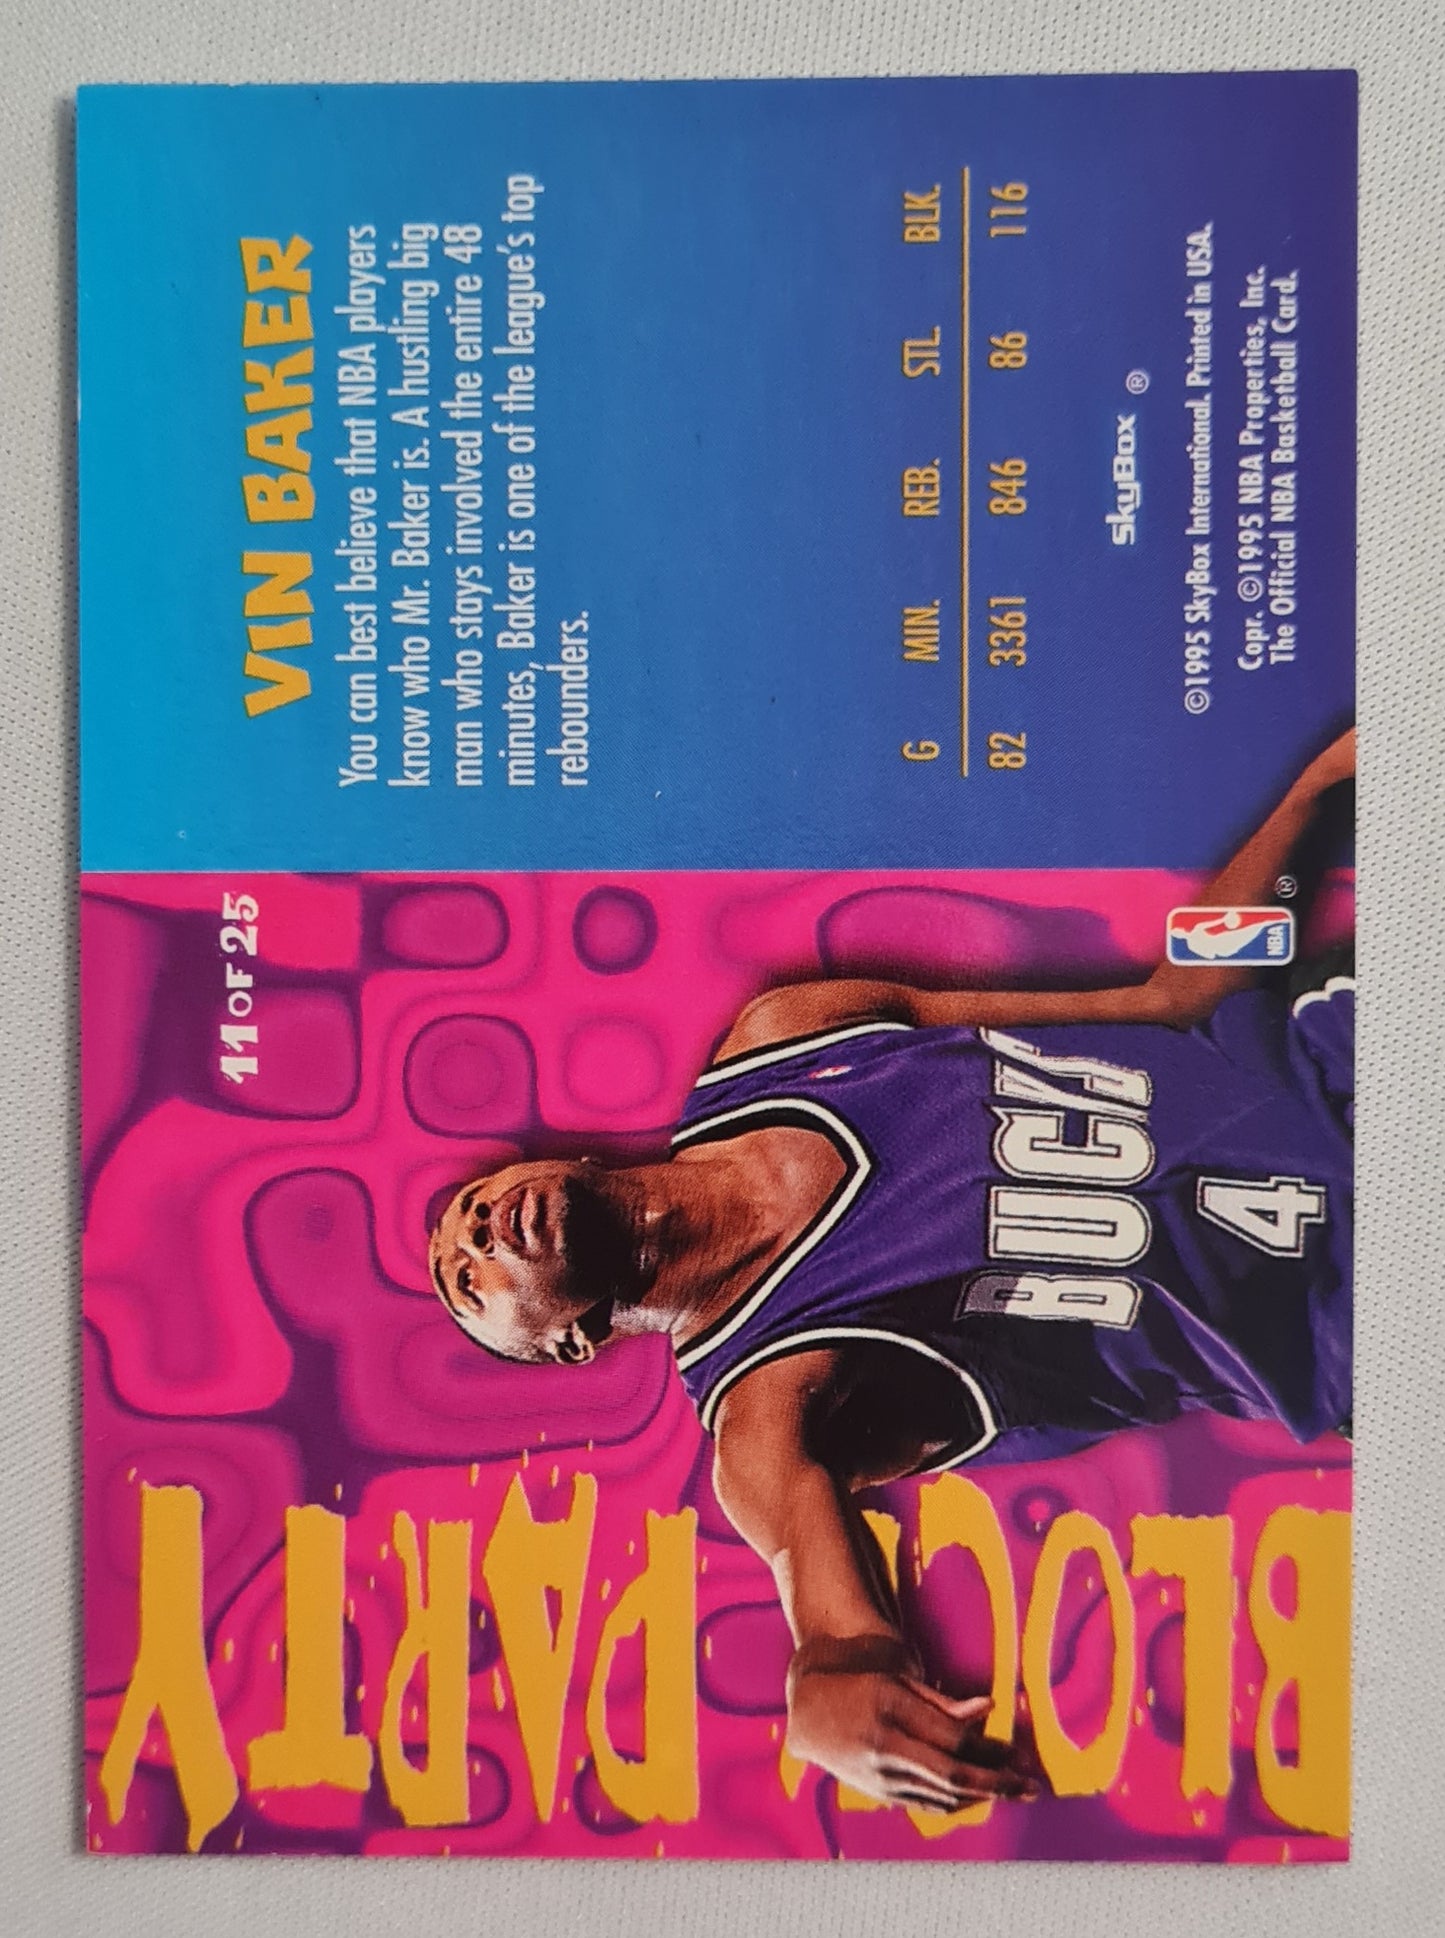 BLOCK
PARTY
BUCKS
4
NBA
®
11 OF 25
VIN BAKER
You can best believe that NBA players
know who Mr. Baker is. A hustling big
man who stays involved the entire 48
minutes, Baker is one of the league's top
rebounders.
G MIN. REB. STL. BLK.
82 3361 846 86 116
SkyBox ®
©1995 SkyBox International. Printed in USA.
Copr. ©1995 NBA Properties, Inc.
The Official NBA Basketball Card.